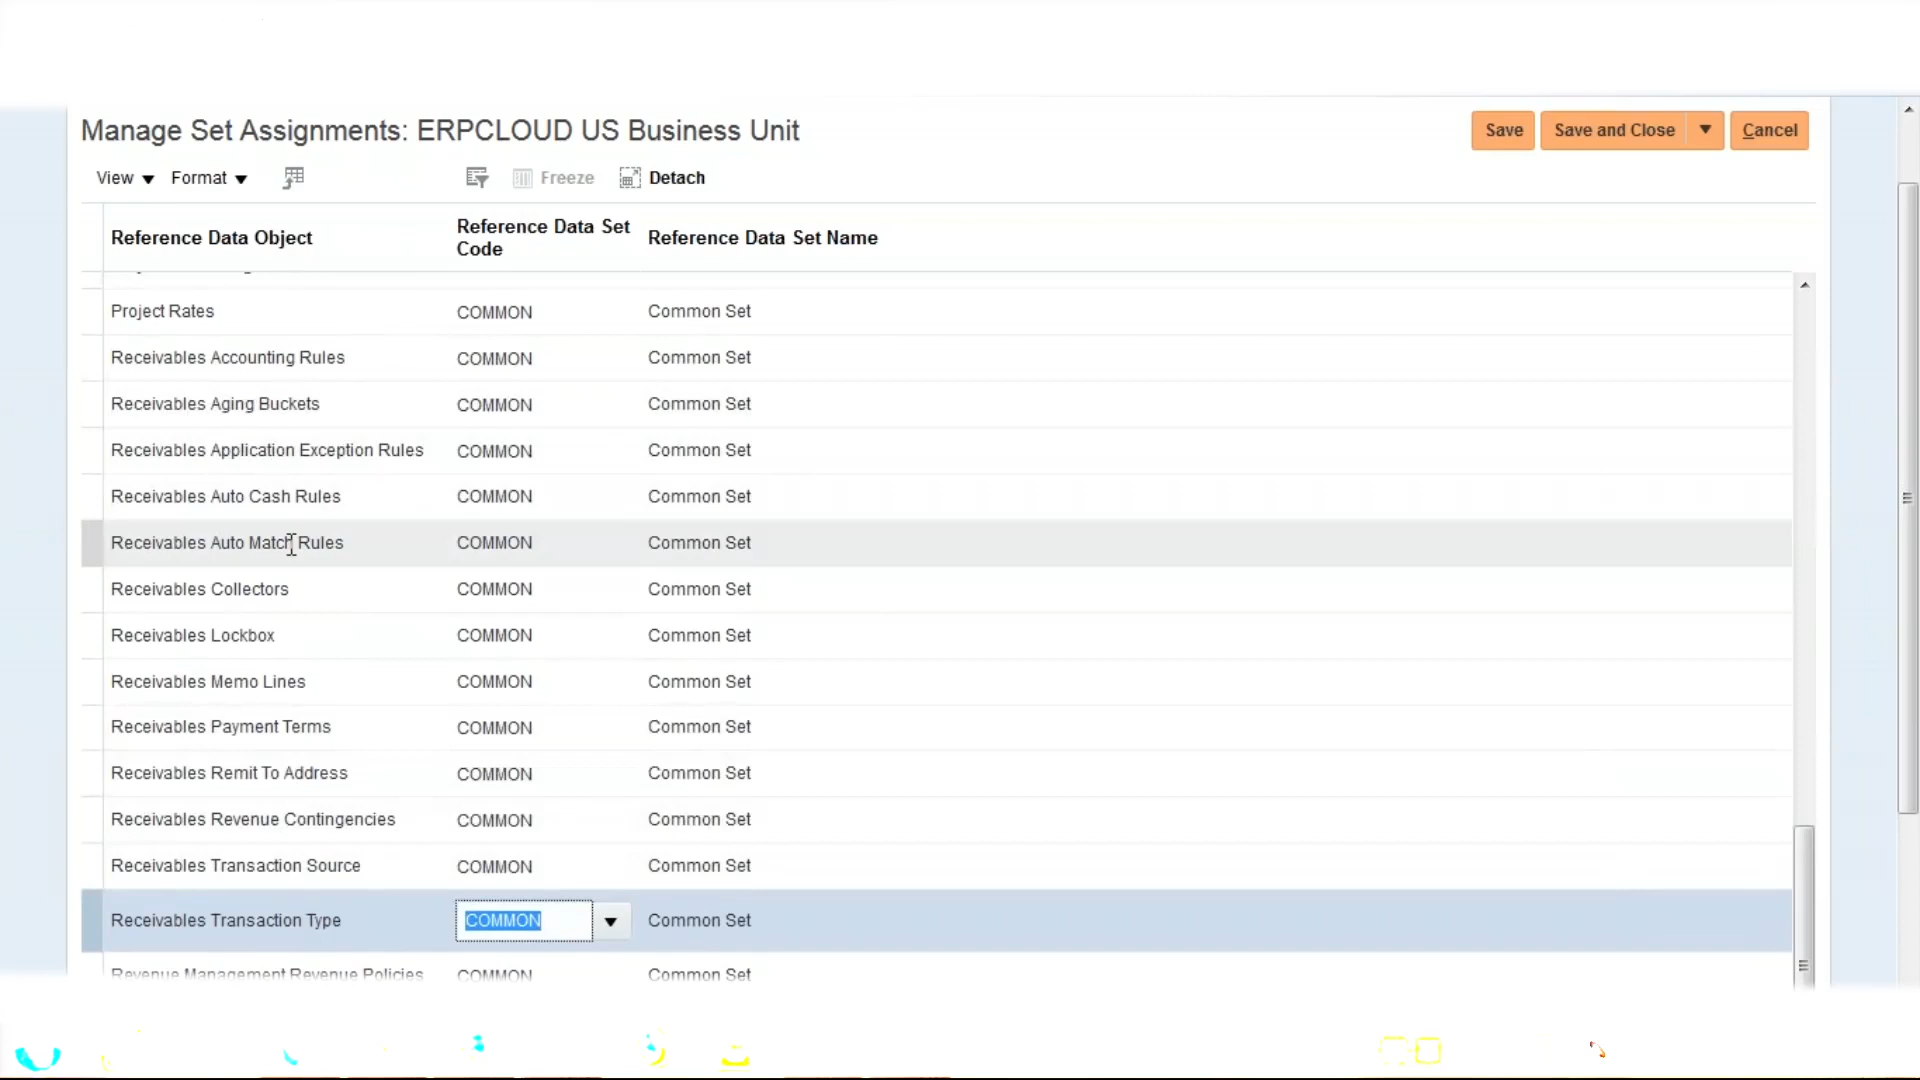 Manage Set Assignments: ERPCLOUD US Business Unit
Save Save and Close Cancel
View Format Freeze Detach
Reference Data Object Reference Data Set Code Reference Data Set Name
Project Rates COMMON Common Set
Receivables Accounting Rules COMMON Common Set
Receivables Aging Buckets COMMON Common Set
Receivables Application Exception Rules COMMON Common Set
Receivables Auto Cash Rules COMMON Common Set
Receivables Auto Match Rules COMMON Common Set
Receivables Collectors COMMON Common Set
Receivables Lockbox COMMON Common Set
Receivables Memo Lines COMMON Common Set
Receivables Payment Terms COMMON Common Set
Receivables Remit To Address COMMON Common Set
Receivables Revenue Contingencies COMMON Common Set
Receivables Transaction Source COMMON Common Set
Receivables Transaction Type COMMON Common Set
Revenue Management Revenue Policies COMMON Common Set